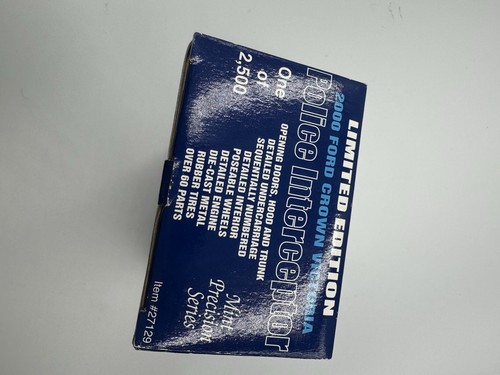 LIMITED EDITION
2000 FORD CROWN VICTORIA
Police Interceptor
One
of
2,500
OPENING DOORS, HOOD AND TRUNK
DETAILED UNDERCARRIAGE
SEQUENTIALLY NUMBERED
DETAILED INTERIOR
POSEABLE WHEELS
DETAILED ENGINE
DIE-CAST METAL
RUBBER TIRES
OVER 60 PARTS
Mint
Precision
Series
Item #27129